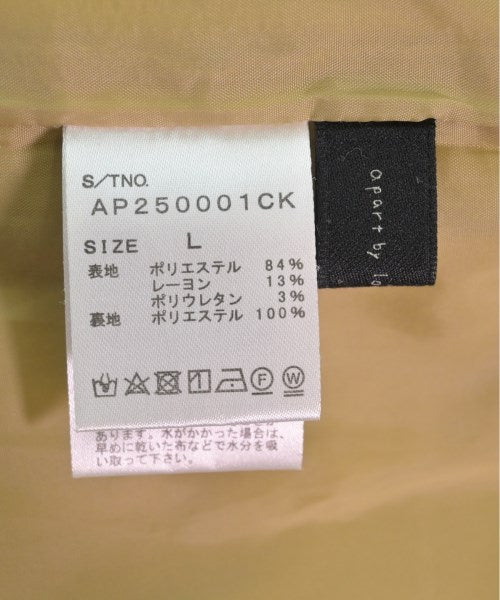 S/TNO.
AP250001CK
SIZE L
表地 ポリエステル 84%
レーヨン 13%
ポリウレタン 3%
裏地 ポリエステル 100%
F W
あります。水がかかった場合は、
早めに乾いた布などで水分を吸
い取って下さい。
apart by lo